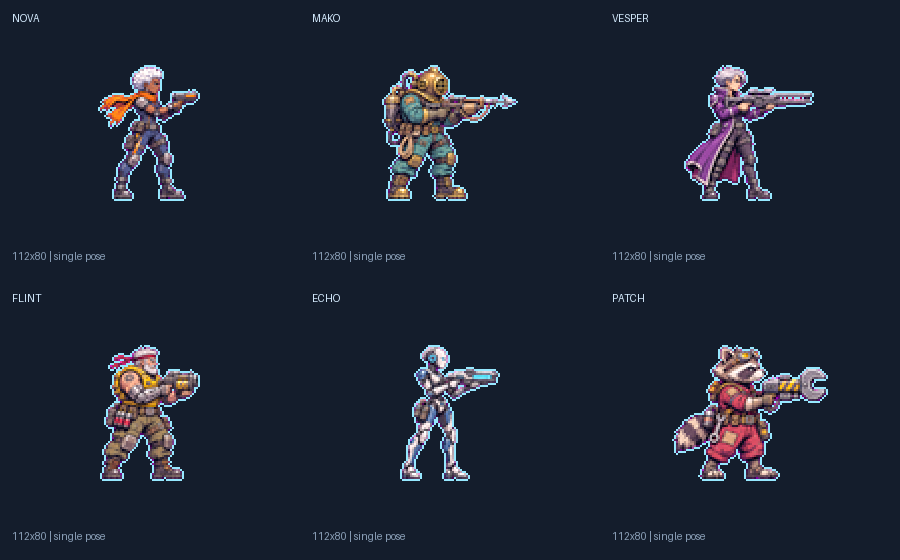 NOVA
MAKO
VESPER
112x80 | single pose
112x80 | single pose
112x80 | single pose
FLINT
ECHO
PATCH
112x80 | single pose
112x80 | single pose
112x80 | single pose